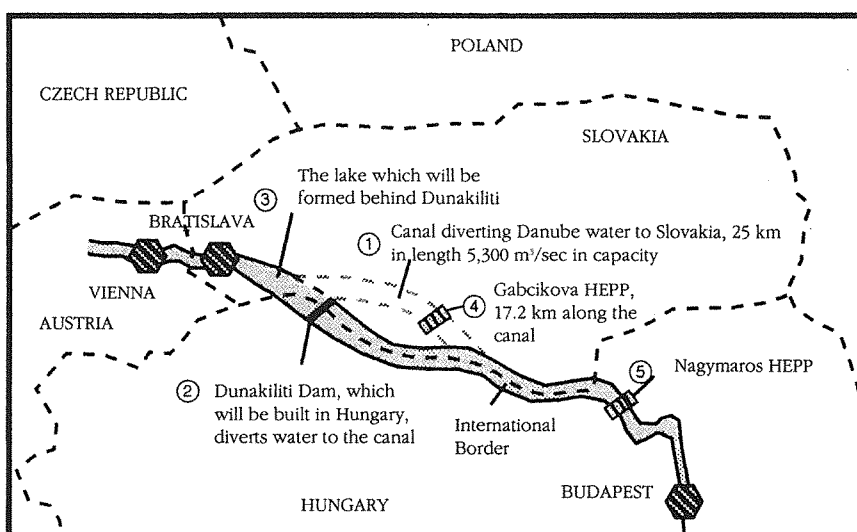 POLAND
CZECH REPUBLIC
SLOVAKIA
③ The lake which will be
formed behind Dunakiliti
BRATISLAVA
① Canal diverting Danube water to Slovakia, 25 km
in length 5,300 m³/sec in capacity
④ Gabcikova HEPP,
17.2 km along the
canal
VIENNA
AUSTRIA
⑤ Nagymaros HEPP
② Dunakiliti Dam, which
will be built in Hungary,
diverts water to the canal
International
Border
BUDAPEST
HUNGARY